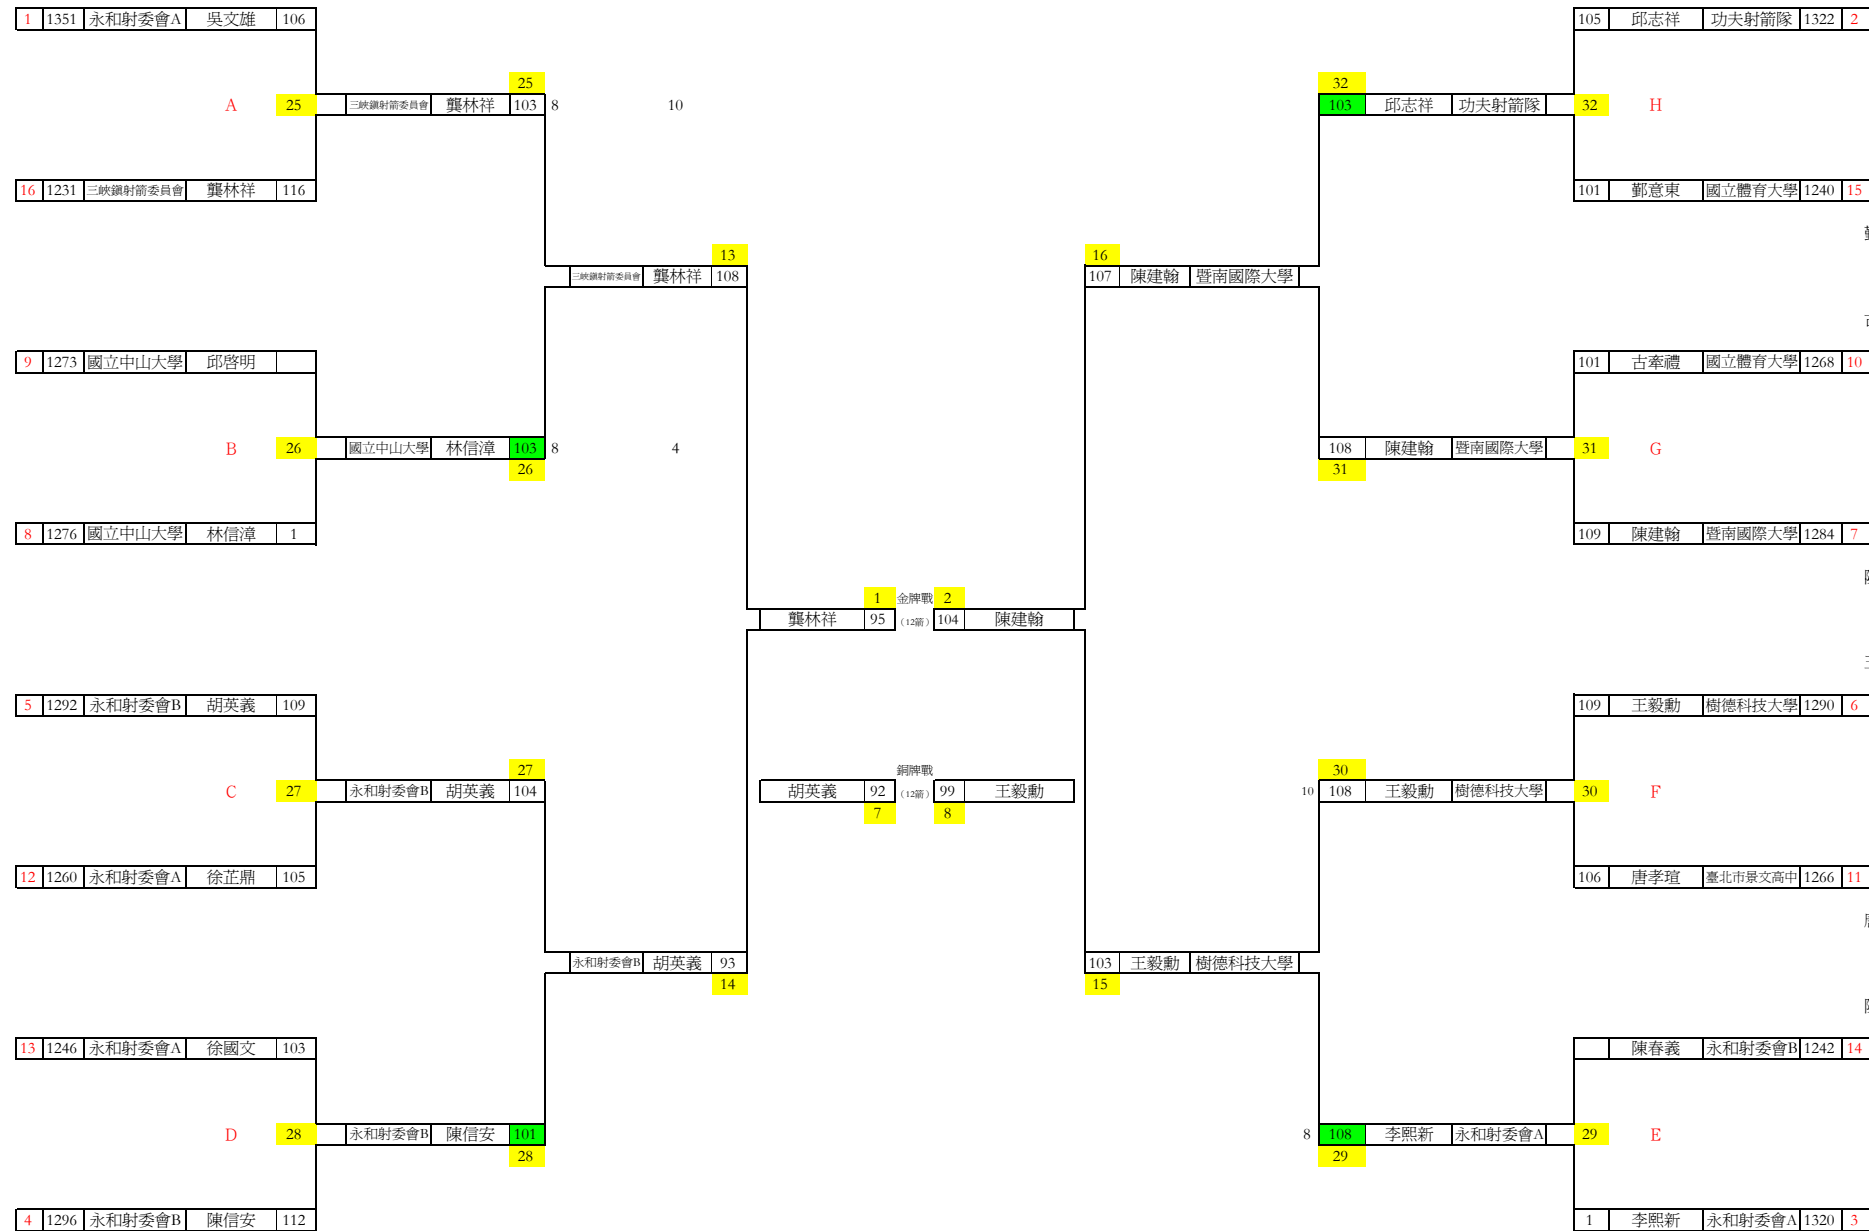 1 1351 永和射委會A 吳文雄 106 105 邱志祥 功夫射箭隊 1322 2
25 32
A 25 三峽鎮射箭委員會 龔林祥 103 8 10 103 邱志祥 功夫射箭隊 32 H
16 1231 三峽鎮射箭委員會 龔林祥 116 101 鄞意東 國立體育大學 1240 15
13 16
三峽鎮射箭委員會 龔林祥 108 107 陳建翰 暨南國際大學
9 1273 國立中山大學 邱啓明 101 古牽禮 國立體育大學 1268 10
B 26 國立中山大學 林信漳 103 8 4 108 陳建翰 暨南國際大學 31 G
26 31
8 1276 國立中山大學 林信漳 1 109 陳建翰 暨南國際大學 1284 7
1 金牌戰 2
龔林祥 95 (12箭) 104 陳建翰
5 1292 永和射委會B 胡英義 109 109 王毅勳 樹德科技大學 1290 6
27 銅牌戰 30
C 27 永和射委會B 胡英義 104 胡英義 92 (12箭) 99 王毅勳 10 108 王毅勳 樹德科技大學 30 F
7 8
12 1260 永和射委會A 徐芷鼎 105 106 唐孝瑄 臺北市景文高中 1266 11
永和射委會B 胡英義 93 103 王毅勳 樹德科技大學
14 15
13 1246 永和射委會A 徐國文 103 陳春義 永和射委會B 1242 14
D 28 永和射委會B 陳信安 101 8 108 李熙新 永和射委會A 29 E
28 29
4 1296 永和射委會B 陳信安 112 1 李熙新 永和射委會A 1320 3